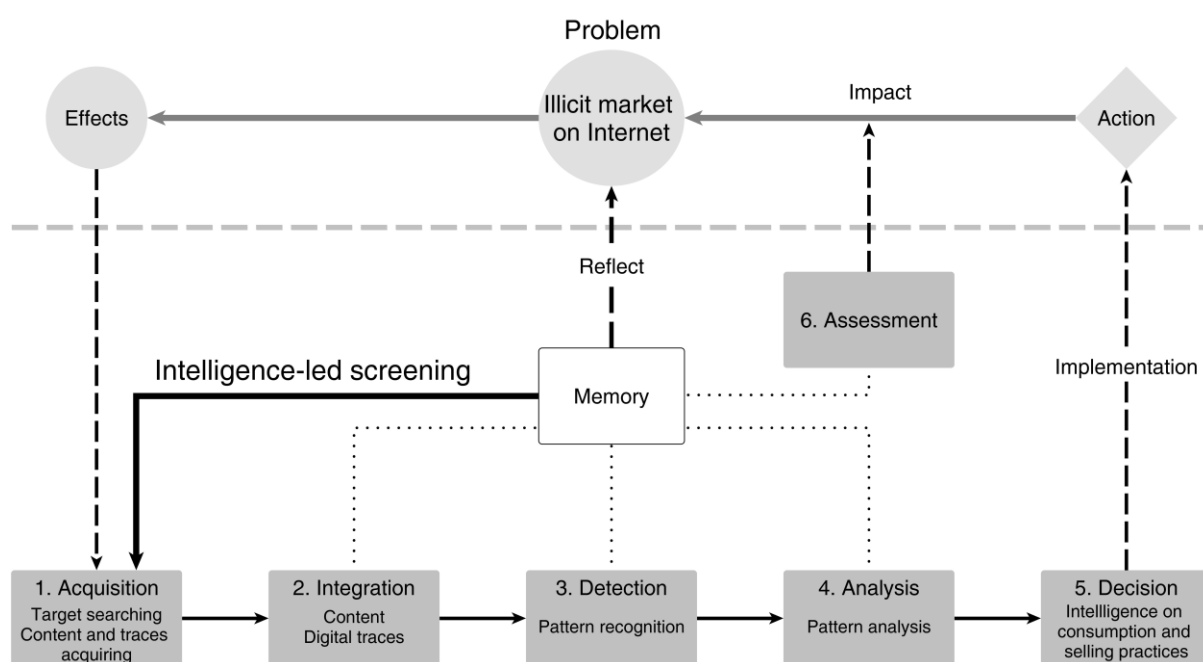 Problem
Effects
Illicit market
on Internet
Impact
Action
Reflect
6. Assessment
Intelligence-led screening
Memory
Implementation
1. Acquisition
Target searching
Content and traces
acquiring
2. Integration
Content
Digital traces
3. Detection
Pattern recognition
4. Analysis
Pattern analysis
5. Decision
Intellligence on
consumption and
selling practices